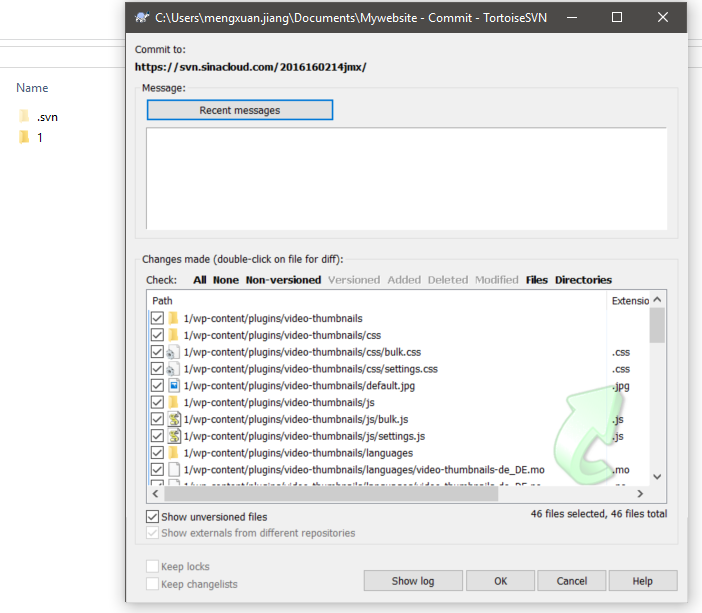 C:\Users\mengxuan.jiang\Documents\Mywebsite - Commit - TortoiseSVN
Name
.svn
1
Commit to:
https://svn.sinacloud.com/2016160214jmx/
Message:
Recent messages
Changes made (double-click on file for diff):
Check: All None Non-versioned Versioned Added Deleted Modified Files Directories
Path Extensio
1/wp-content/plugins/video-thumbnails
1/wp-content/plugins/video-thumbnails/css
1/wp-content/plugins/video-thumbnails/css/bulk.css .css
1/wp-content/plugins/video-thumbnails/css/settings.css .css
1/wp-content/plugins/video-thumbnails/default.jpg .jpg
1/wp-content/plugins/video-thumbnails/js
1/wp-content/plugins/video-thumbnails/js/bulk.js .js
1/wp-content/plugins/video-thumbnails/js/settings.js .js
1/wp-content/plugins/video-thumbnails/languages
1/wp-content/plugins/video-thumbnails/languages/video-thumbnails-de_DE.mo .mo
Show unversioned files
46 files selected, 46 files total
Show externals from different repositories
Keep locks
Keep changelists
Show log OK Cancel Help